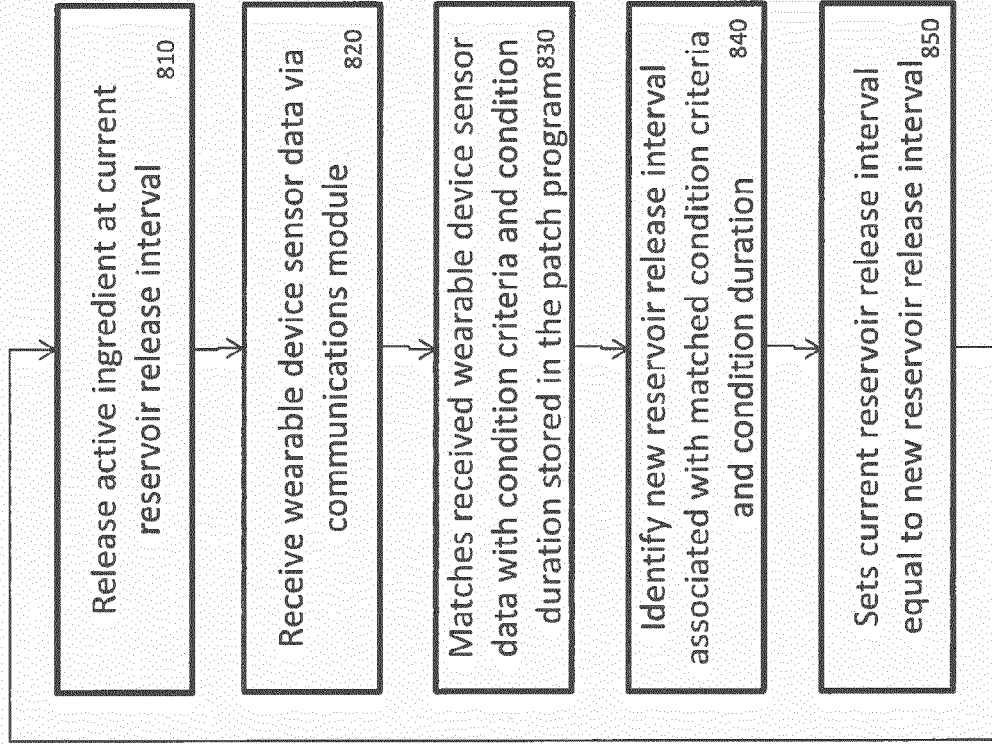 Release active ingredient at current
reservoir release interval
810
Receive wearable device sensor data via
communications module
820
Matches received wearable device sensor
data with condition criteria and condition
duration stored in the patch program
830
Identify new reservoir release interval
associated with matched condition criteria
and condition duration
840
Sets current reservoir release interval
equal to new reservoir release interval
850